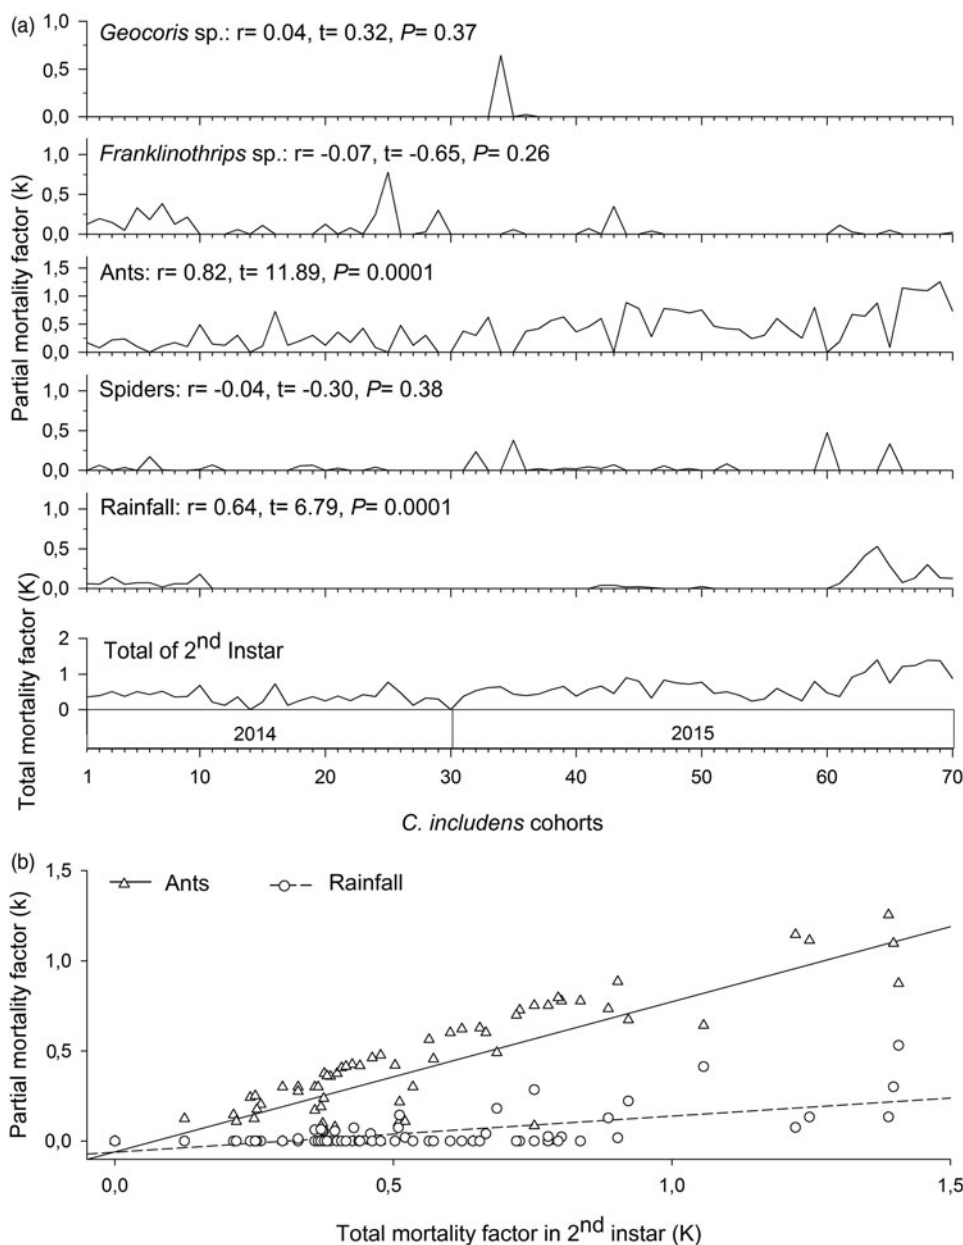 (a)
Geocoris sp.: r= 0.04, t= 0.32, P= 0.37
1,0
0,5
0,0
Franklinothrips sp.: r= -0.07, t= -0.65, P= 0.26
1,0
0,5
0,0
Ants: r= 0.82, t= 11.89, P= 0.0001
1,5
1,0
0,5
0,0
Spiders: r= -0.04, t= -0.30, P= 0.38
1,0
0,5
0,0
Rainfall: r= 0.64, t= 6.79, P= 0.0001
1,0
0,5
0,0
Partial mortality factor (k)
Total of 2nd Instar
2
1
0
Total mortality factor (K)
2014 2015
1 10 20 30 40 50 60 70
C. includens cohorts
(b)
Ants Rainfall
1,5
1,0
0,5
0,0
Partial mortality factor (k)
0,0 0,5 1,0 1,5
Total mortality factor in 2nd instar (K)